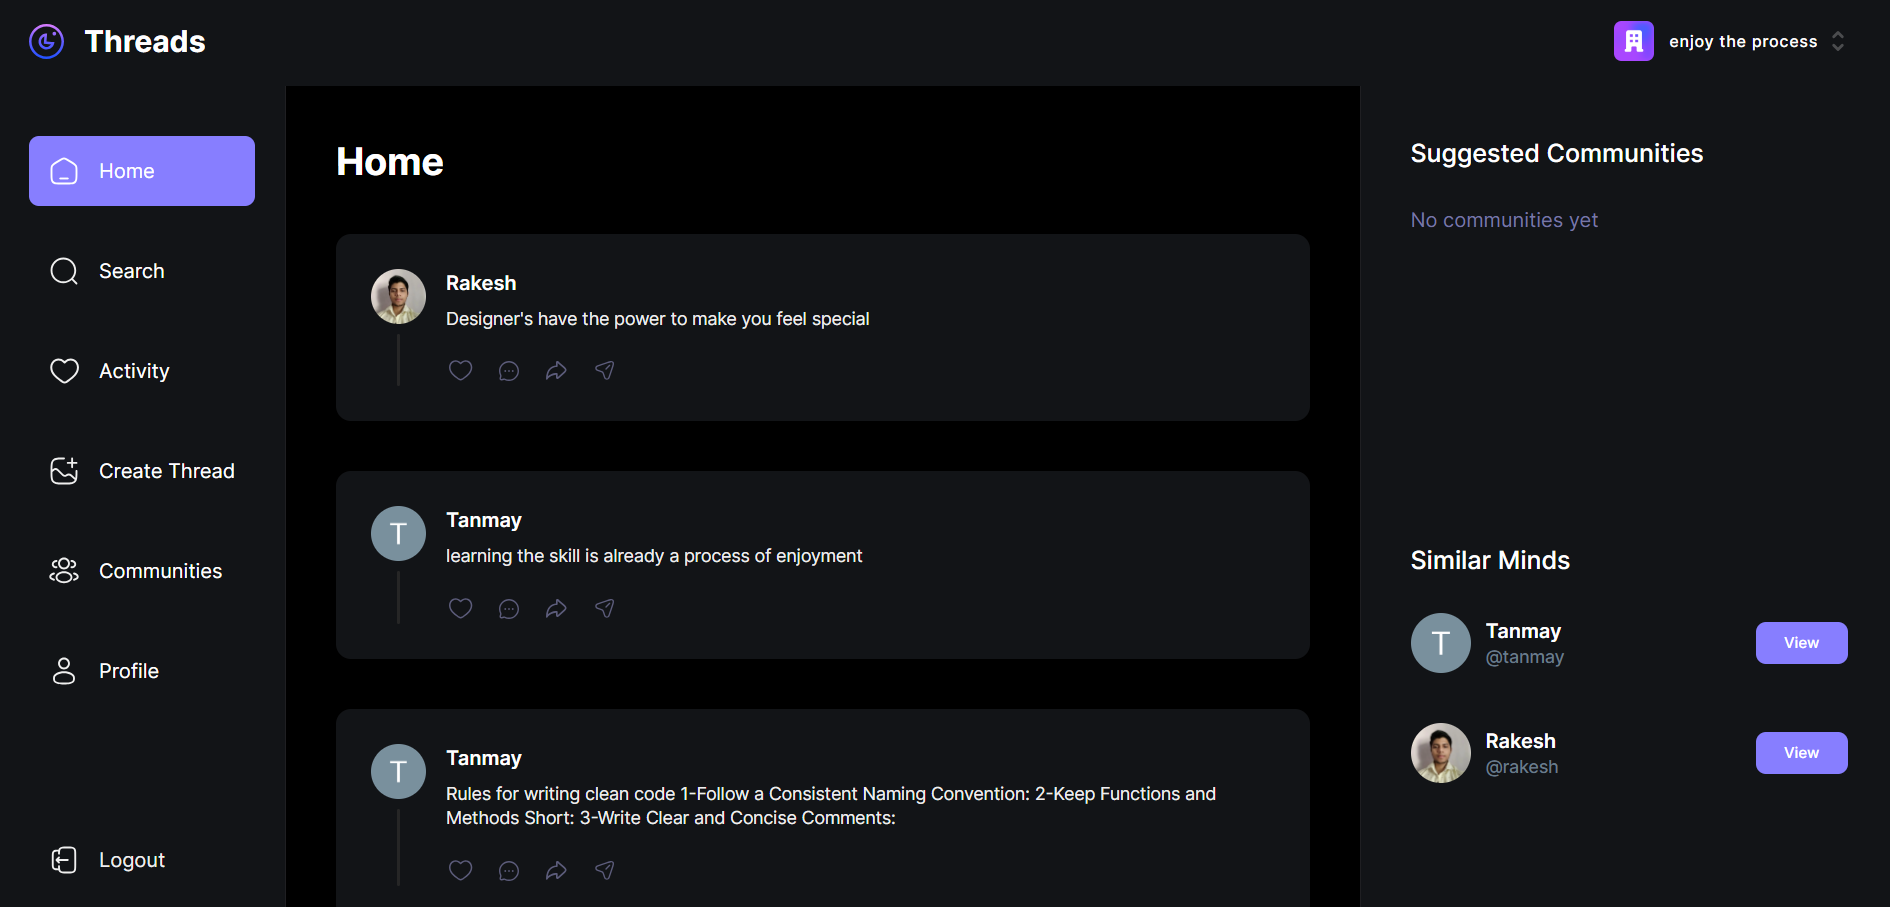 Threads
enjoy the process
Home
Search
Activity
Create Thread
Communities
Profile
Logout
Home
Rakesh
Designer's have the power to make you feel special
T
Tanmay
learning the skill is already a process of enjoyment
T
Tanmay
Rules for writing clean code 1-Follow a Consistent Naming Convention: 2-Keep Functions and
Methods Short: 3-Write Clear and Concise Comments:
Suggested Communities
No communities yet
Similar Minds
T
Tanmay
@tanmay
View
Rakesh
@rakesh
View